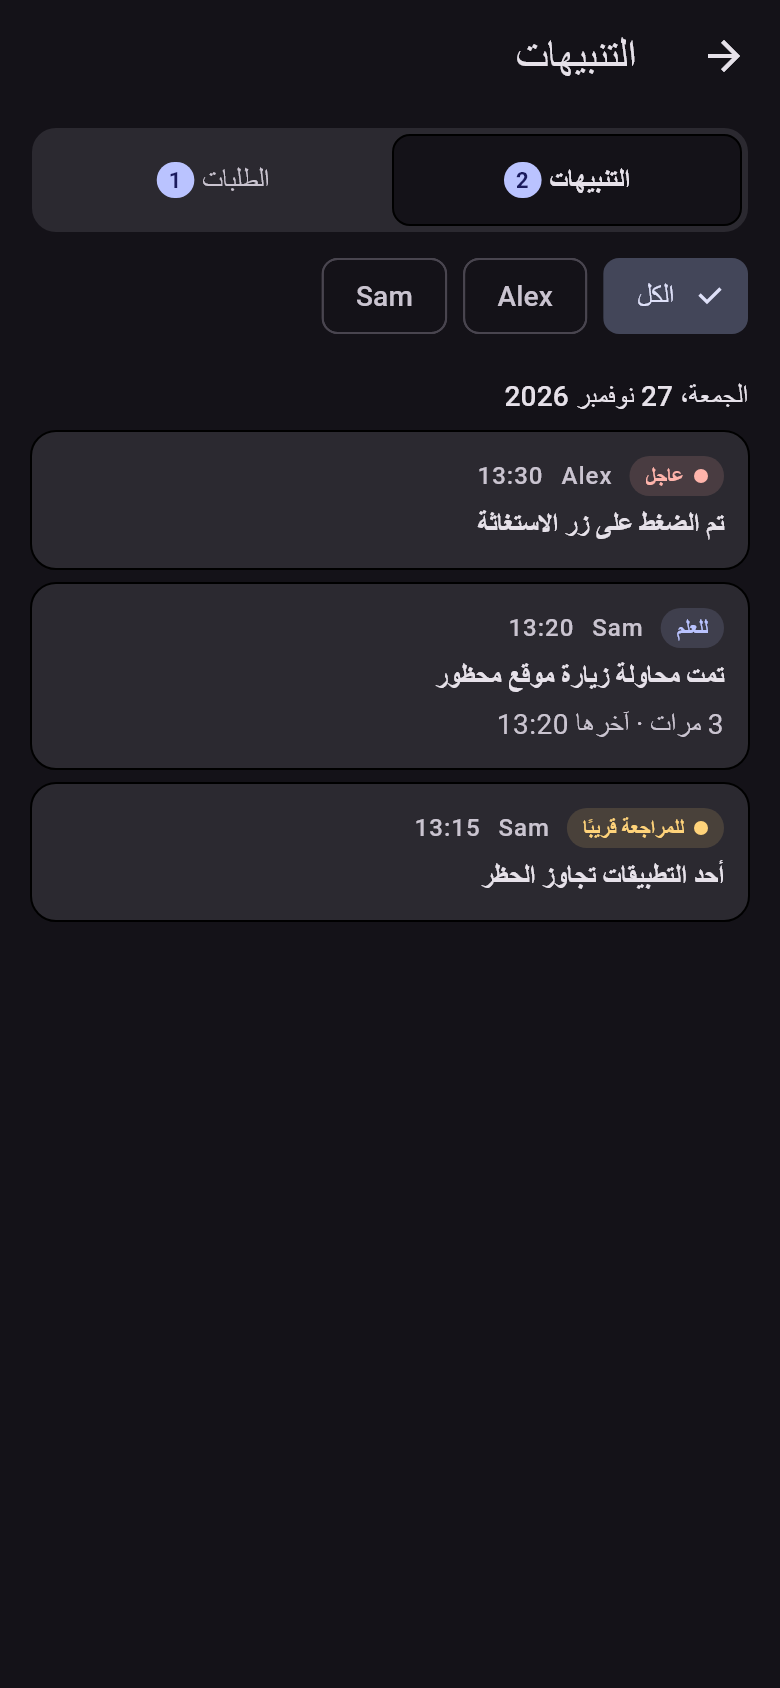 التنبيهات
التنبيهات 2
الطلبات 1
الكل
Alex
Sam
الجمعة، 27 نوفمبر 2026
عاجل Alex 13:30
تم الضغط على زر الاستغاثة
للعلم Sam 13:20
تمت محاولة زيارة موقع محظور
3 مرات · آخرها 13:20
للمراجعة قريبًا Sam 13:15
أحد التطبيقات تجاوز الحظر